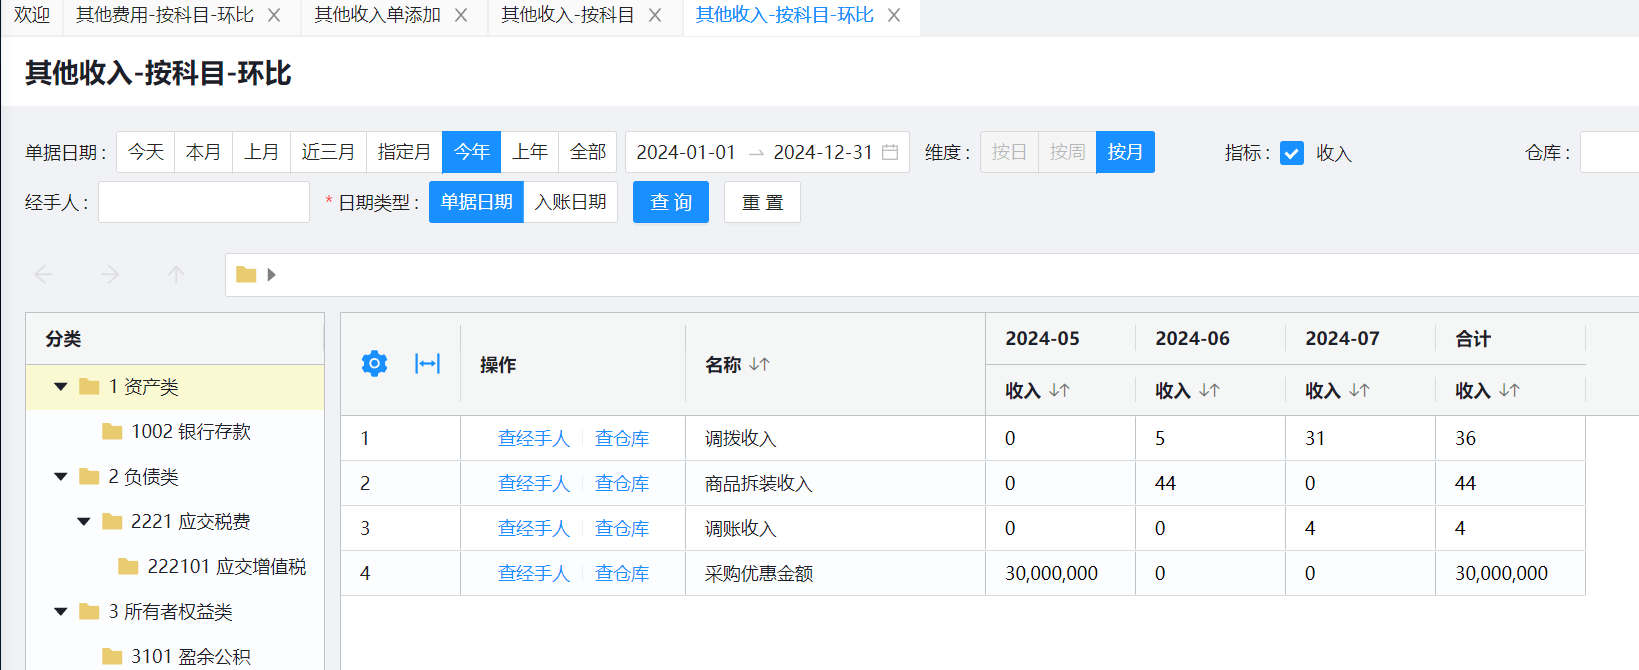 欢迎 其他费用-按科目-环比 其他收入单添加 其他收入-按科目 其他收入-按科目-环比
其他收入-按科目-环比
单据日期: 今天 本月 上月 近三月 指定月 今年 上年 全部 2024-01-01 → 2024-12-31 维度: 按日 按周 按月 指标: 收入 仓库:
经手人: * 日期类型: 单据日期 入账日期 查 询 重 置
分类
1 资产类
1002 银行存款
2 负债类
2221 应交税费
222101 应交增值税
3 所有者权益类
3101 盈余公积
操作 名称 2024-05 2024-06 2024-07 合计
收入 收入 收入 收入
1 查经手人 查仓库 调拨收入 0 5 31 36
2 查经手人 查仓库 商品拆装收入 0 44 0 44
3 查经手人 查仓库 调账收入 0 0 4 4
4 查经手人 查仓库 采购优惠金额 30,000,000 0 0 30,000,000